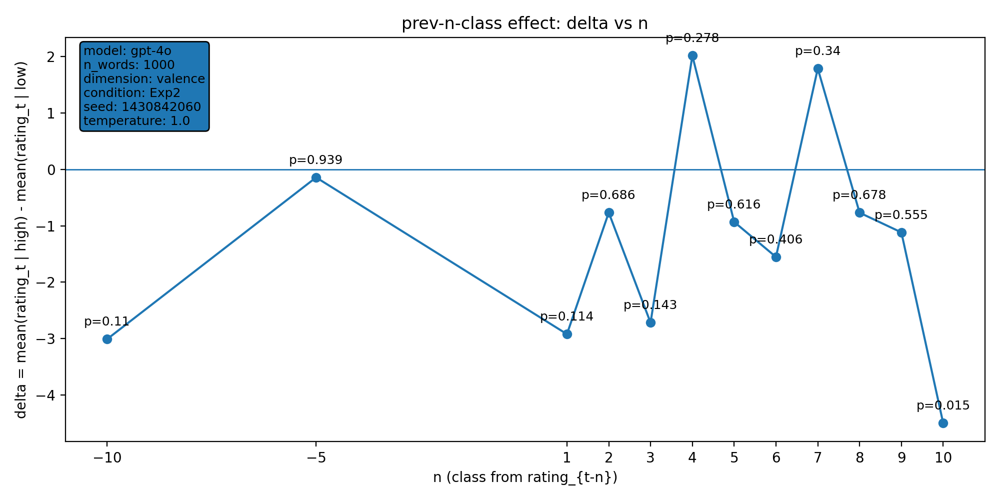 prev-n-class effect: delta vs n
model: gpt-4o
n_words: 1000
dimension: valence
condition: Exp2
seed: 1430842060
temperature: 1.0
delta = mean(rating_t | high) - mean(rating_t | low)
2
1
0
−1
−2
−3
−4
p=0.11
p=0.939
p=0.114
p=0.686
p=0.143
p=0.278
p=0.616
p=0.406
p=0.34
p=0.678
p=0.555
p=0.015
−10 −5 1 2 3 4 5 6 7 8 9 10
n (class from rating_{t-n})